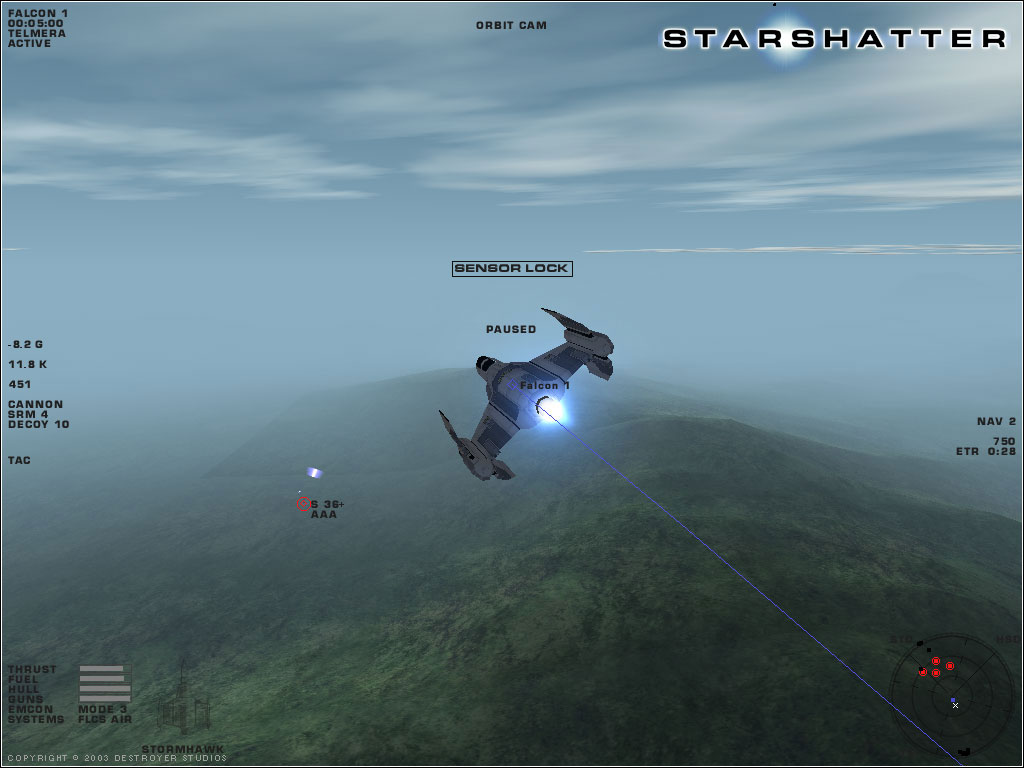 FALCON 1
00:05:00
TELMERA
ACTIVE
ORBIT CAM
STARSHATTER
SENSOR LOCK
PAUSED
Falcon 1
-8.2 G
11.8 K
451
CANNON
SRM 4
DECOY 10
TAC
NAV 2
750
ETR 0:28
S 36+
AAA
HSD
THRUST
FUEL
HULL
GUNS
EMCON MODE 3
SYSTEMS FLCS AIR
STORMHAWK
COPYRIGHT © 2003 DESTROYER STUDIOS